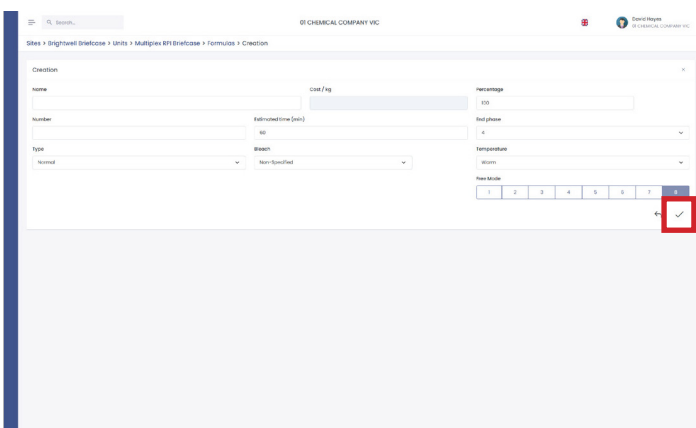 Search...
01 CHEMICAL COMPANY VIC
David Hayes
01 CHEMICAL COMPANY VIC
Sites > Brightwell Briefcase > Units > Multiplex RFI Briefcase > Formulas > Creation
Creation
Name
Cost / kg
Percentage
100
Number
Estimated time (min)
End phase
60
4
Type
Bleach
Temperature
Normal
Non-Specified
Warm
Free Mode
1 2 3 4 5 6 7 8